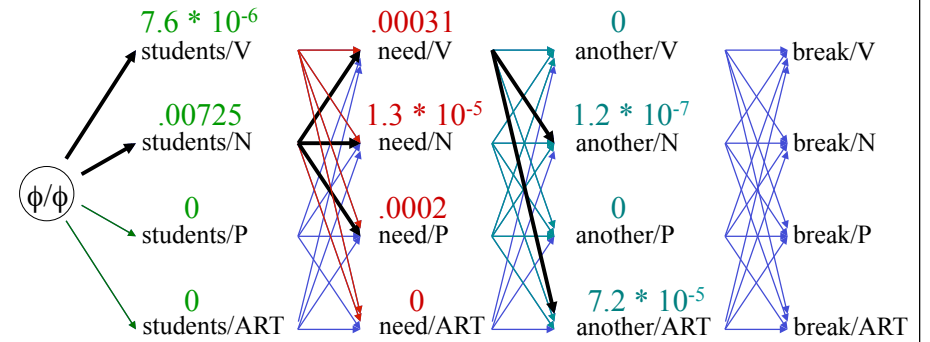 7.6 * 10⁻⁶ .00031 0
students/V need/V another/V break/V
.00725 1.3 * 10⁻⁵ 1.2 * 10⁻⁷
students/N need/N another/N break/N
ϕ/ϕ
0 .0002 0
students/P need/P another/P break/P
0 0 7.2 * 10⁻⁵
students/ART need/ART another/ART break/ART